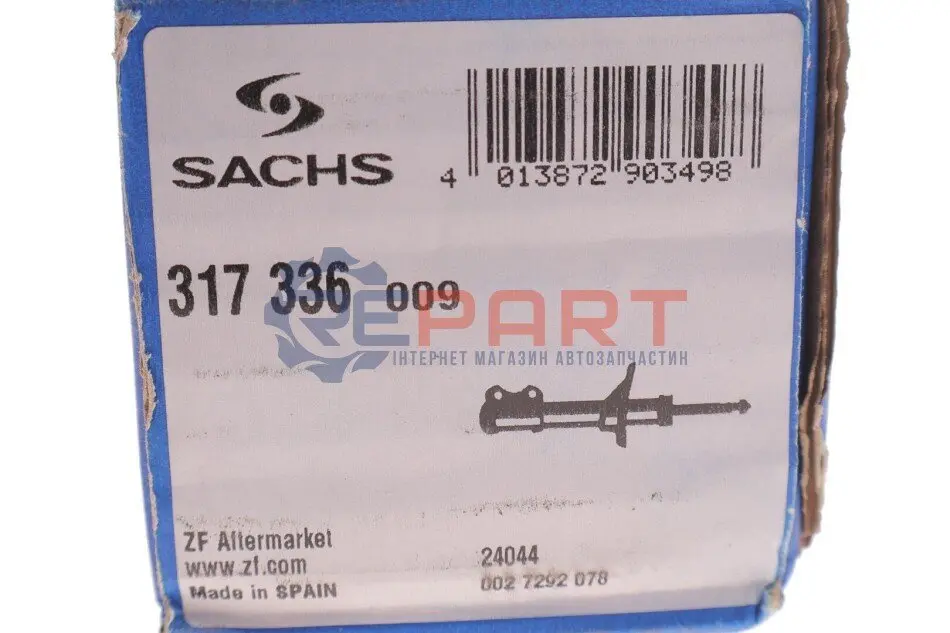 SACHS
4 013872 903498
317 336 009
REPART
ІНТЕРНЕТ МАГАЗИН АВТОЗАПЧАСТИН
ZF Aftermarket
www.zf.com
Made in SPAIN
24044
002 7292 078